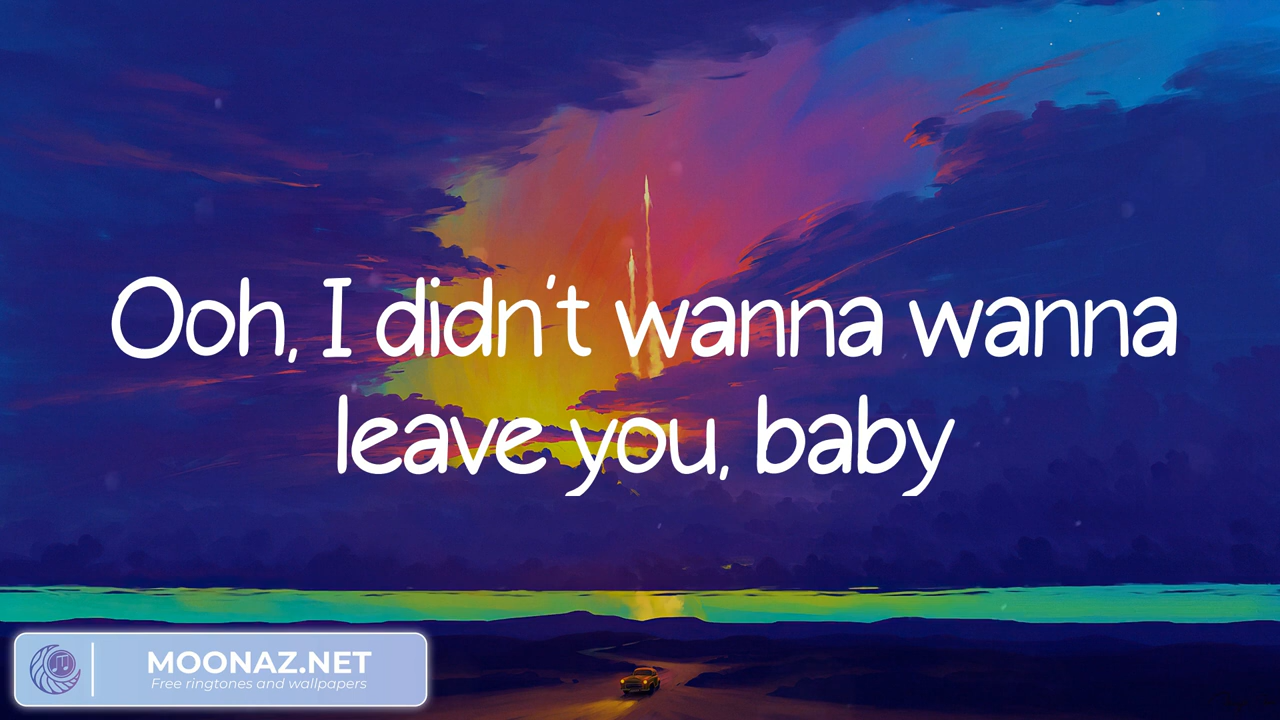 Ooh, I didn't wanna wanna
leave you, baby
MOONAZ.NET
Free ringtones and wallpapers